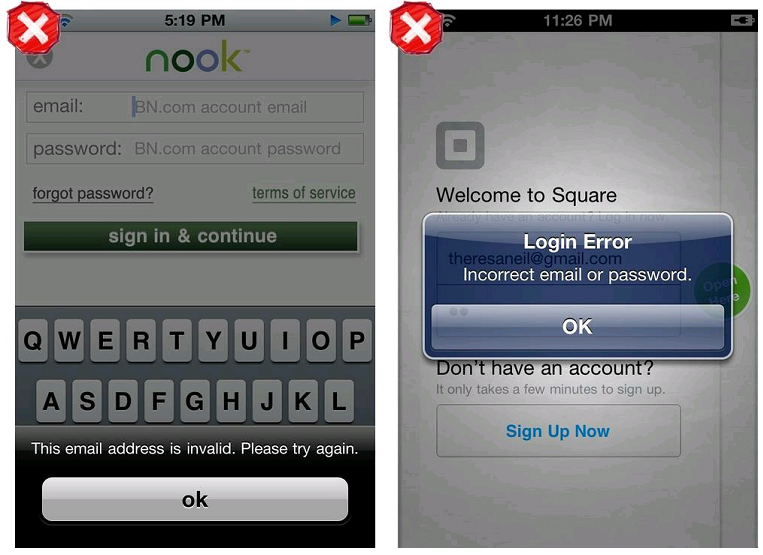 5:19 PM
nook™
email: BN.com account email
password: BN.com account password
forgot password?
terms of service
sign in & continue
Q W E R T Y U I O P
A S D F G H J K L
This email address is invalid. Please try again.
ok
11:26 PM
Welcome to Square
Already have an account? Log in now.
Login Error
theresaneil@gmail.com
Incorrect email or password.
Open
Here
OK
Don't have an account?
It only takes a few minutes to sign up.
Sign Up Now